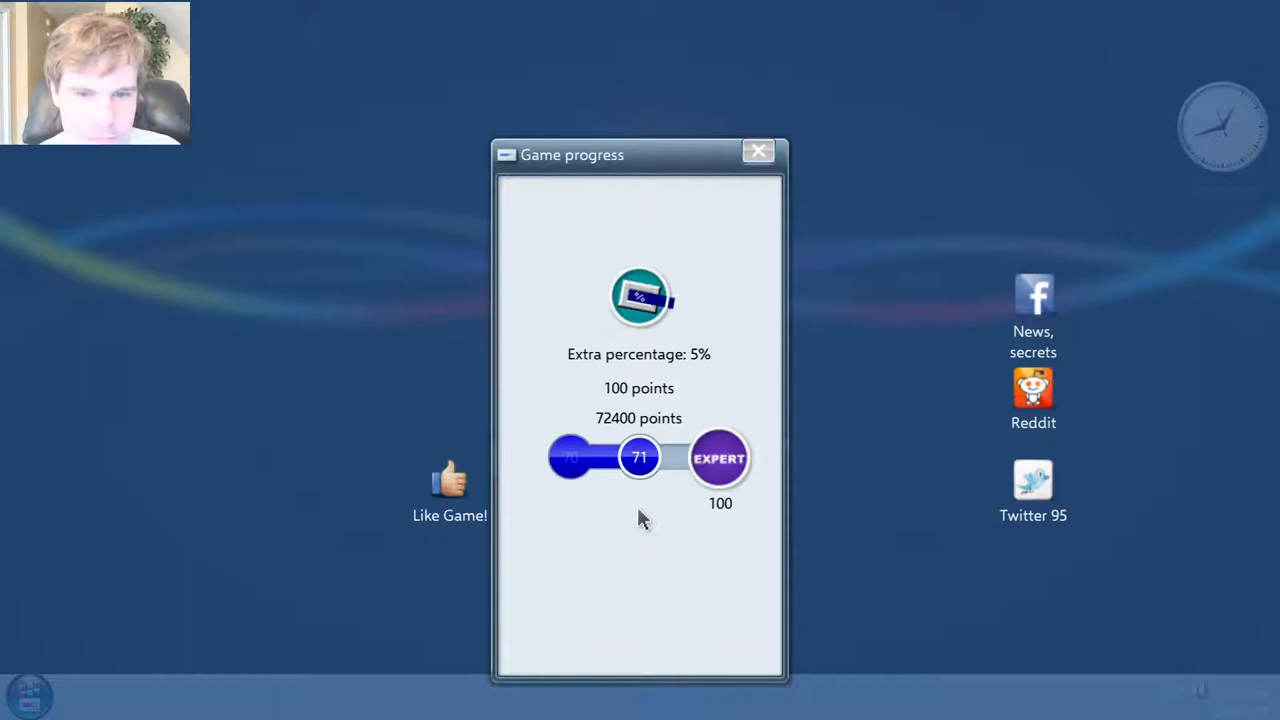 Game progress
Extra percentage: 5%
100 points
72400 points
70
71
EXPERT
100
Like Game!
News,
secrets
Reddit
Twitter 95